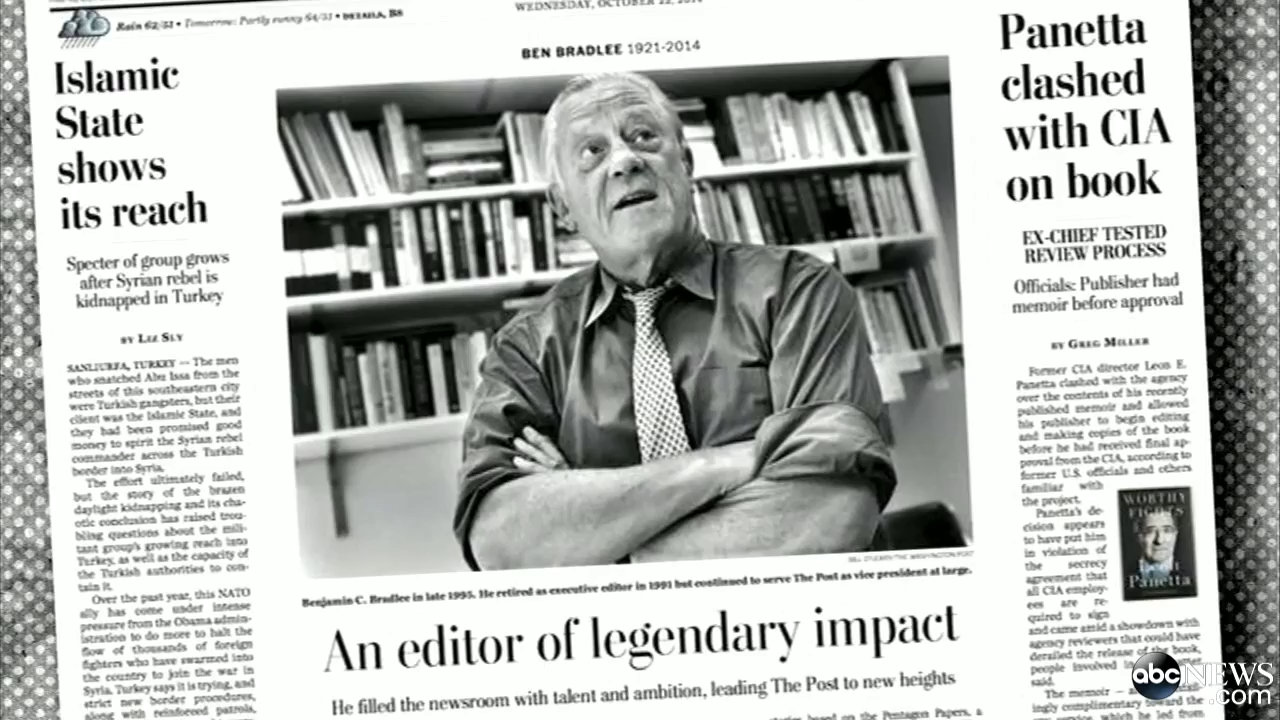 WEDNESDAY, OCTOBER 22, 2014
Rain 62/51 • Tomorrow: Partly sunny 64/51 • DETAILS, B8
BEN BRADLEE 1921-2014
Islamic
State
shows
its reach
Specter of group grows
after Syrian rebel is
kidnapped in Turkey
BY LIZ SLY
SANLIURFA, TURKEY — The men
who snatched Abu Issa from the
streets of this southeastern city
were Turkish gangsters, but their
client was the Islamic State, and
they had been promised good
money to spirit the Syrian rebel
commander across the Turkish
border into Syria.
The effort ultimately failed,
but the story of the brazen
daylight kidnapping and its cha-
otic conclusion has raised trou-
bling questions about the mili-
tant group's growing reach into
Turkey, as well as the capacity of
the Turkish authorities to con-
tain it.
Over the past year, this NATO
ally has come under intense
pressure from the Obama admin-
istration to do more to halt the
flow of thousands of foreign
fighters who have swarmed into
the country to join the war in
Syria. Turkey says it is trying, and
strict new border procedures,
along with reinforced patrols,
BILL O'LEARY/THE WASHINGTON POST
Benjamin C. Bradlee in late 1995. He retired as executive editor in 1991 but continued to serve The Post as vice president at large.
An editor of legendary impact
He filled the newsroom with talent and ambition, leading The Post to new heights
based on the Pentagon Papers, a
Panetta
clashed
with CIA
on book
EX-CHIEF TESTED
REVIEW PROCESS
Officials: Publisher had
memoir before approval
BY GREG MILLER
Former CIA director Leon E.
Panetta clashed with the agency
over the contents of his recently
published memoir and allowed
his publisher to begin editing
and making copies of the book
before he had received final ap-
proval from the CIA, according to
former U.S. officials and others
familiar with
the project.
Panetta's de-
cision appears
to have put him
in violation of
the secrecy
agreement that
all CIA employ-
ees are re-
quired to sign
and came amid a showdown with
agency reviewers that could have
derailed the release of the book,
people involved in
said.
The memoir —
ingly complimentary toward the
which he led from
WORTHY
FIGHTS
Leon
Panetta
abc NEWS
.com